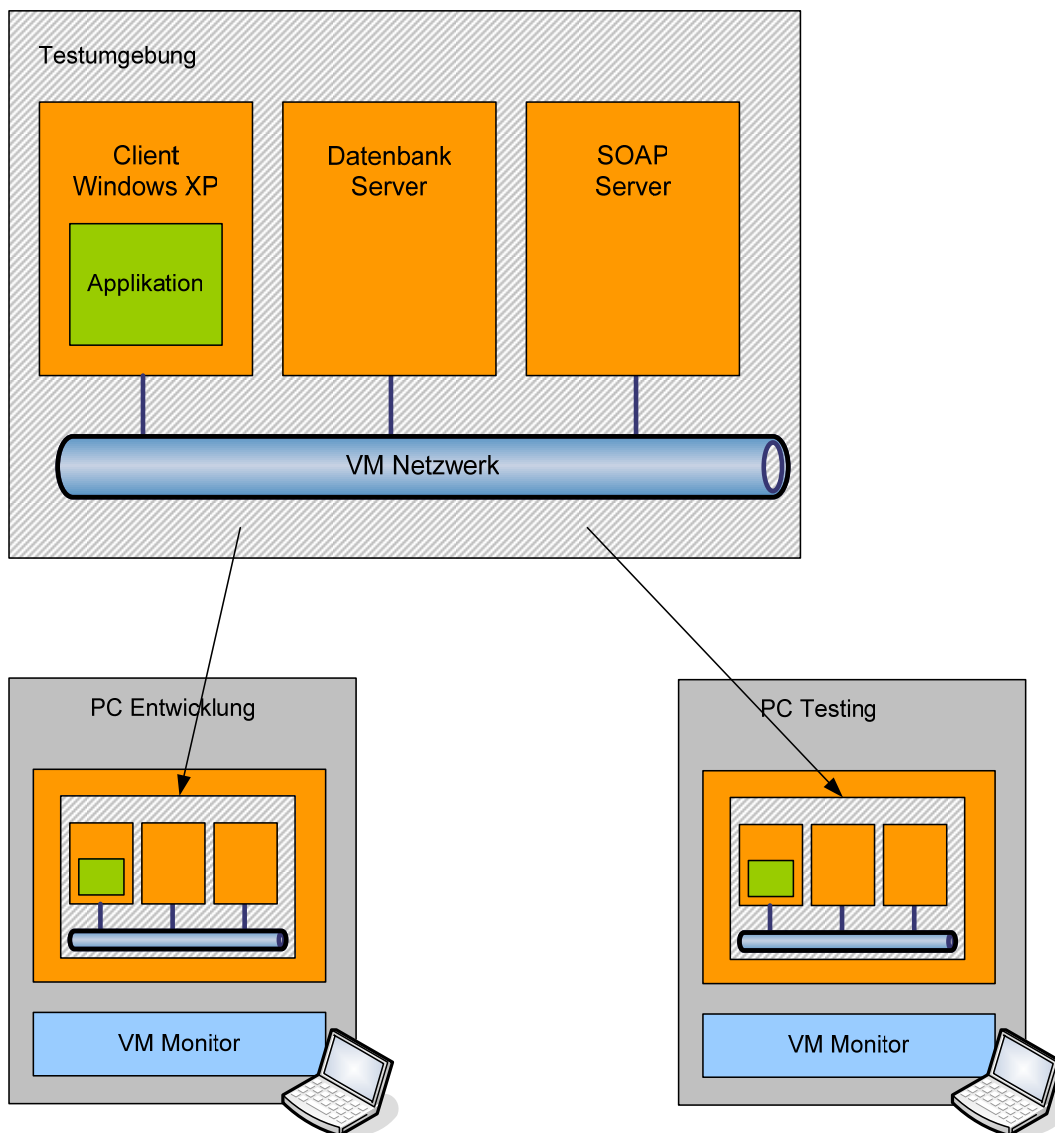 Testumgebung
Client
Windows XP
Datenbank
Server
SOAP
Server
Applikation
VM Netzwerk
PC Entwicklung
PC Testing
VM Monitor
VM Monitor